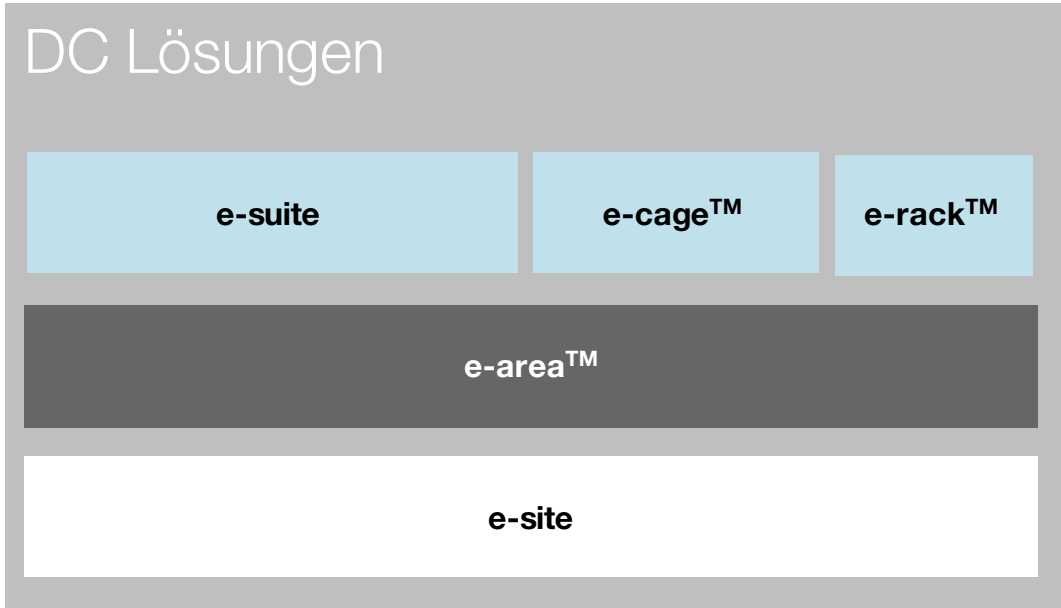 DC Lösungen
e-suite
e-cage™
e-rack™
e-area™
e-site